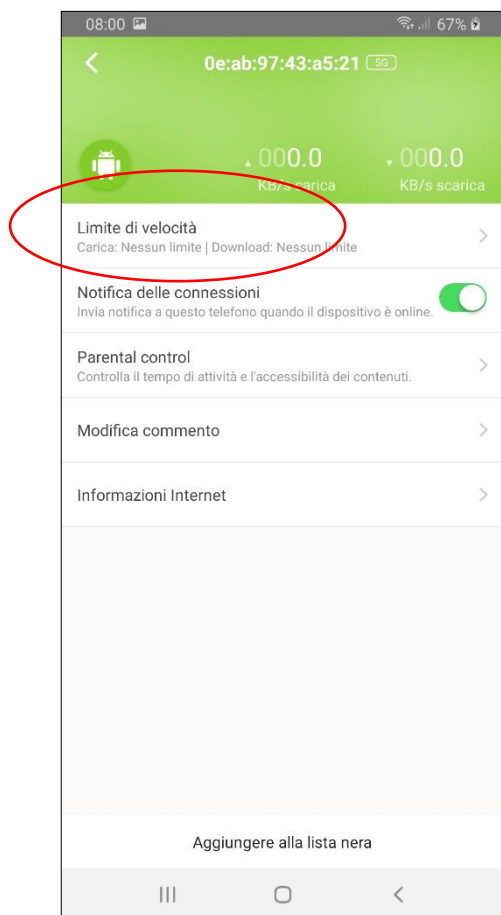 08:00 67%
0e:ab:97:43:a5:21 5G
000.0 000.0
KB/s carica KB/s scarica
Limite di velocità
Carica: Nessun limite | Download: Nessun limite
Notifica delle connessioni
Invia notifica a questo telefono quando il dispositivo è online.
Parental control
Controlla il tempo di attività e l'accessibilità dei contenuti.
Modifica commento
Informazioni Internet
Aggiungere alla lista nera